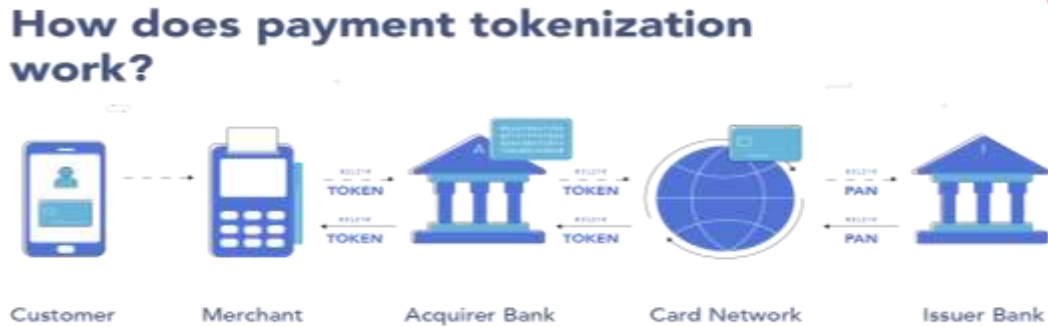 How does payment tokenization
work?
A
I
TOKEN
TOKEN
PAN
TOKEN
TOKEN
PAN
Customer
Merchant
Acquirer Bank
Card Network
Issuer Bank